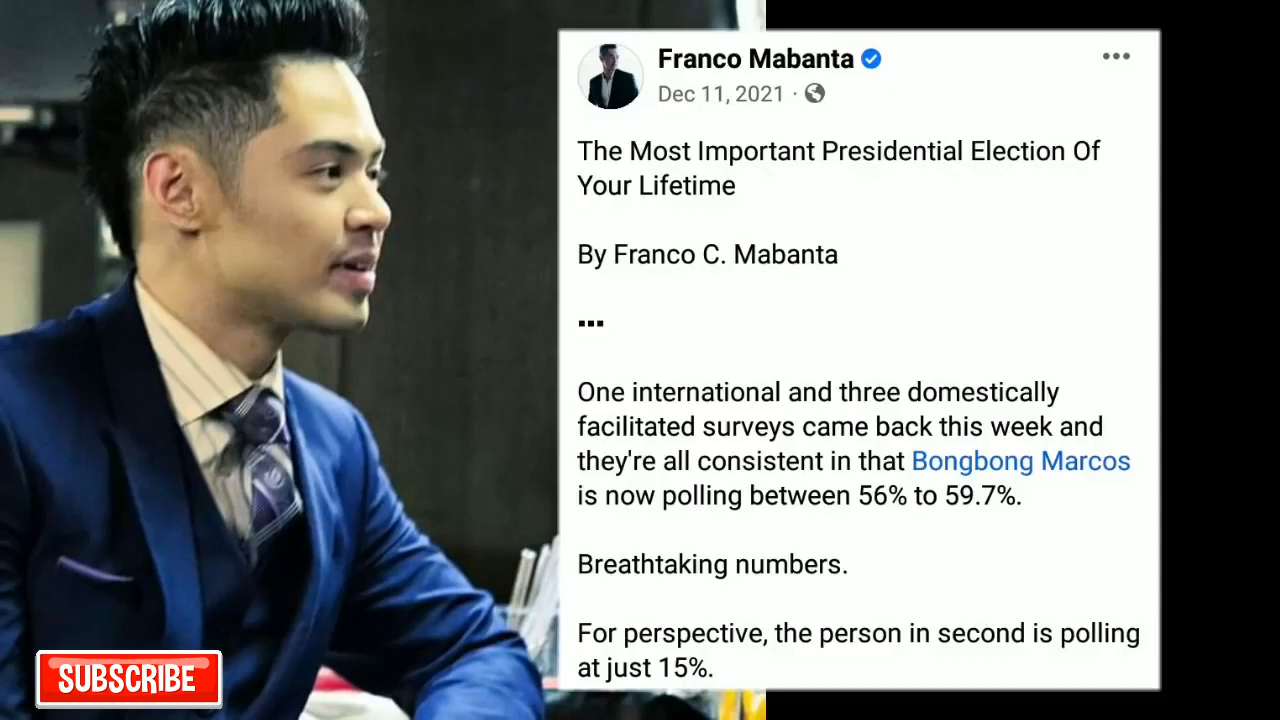 Franco Mabanta
Dec 11, 2021 ·
The Most Important Presidential Election Of
Your Lifetime
By Franco C. Mabanta
...
One international and three domestically
facilitated surveys came back this week and
they're all consistent in that Bongbong Marcos
is now polling between 56% to 59.7%.
Breathtaking numbers.
For perspective, the person in second is polling
at just 15%.
SUBSCRIBE